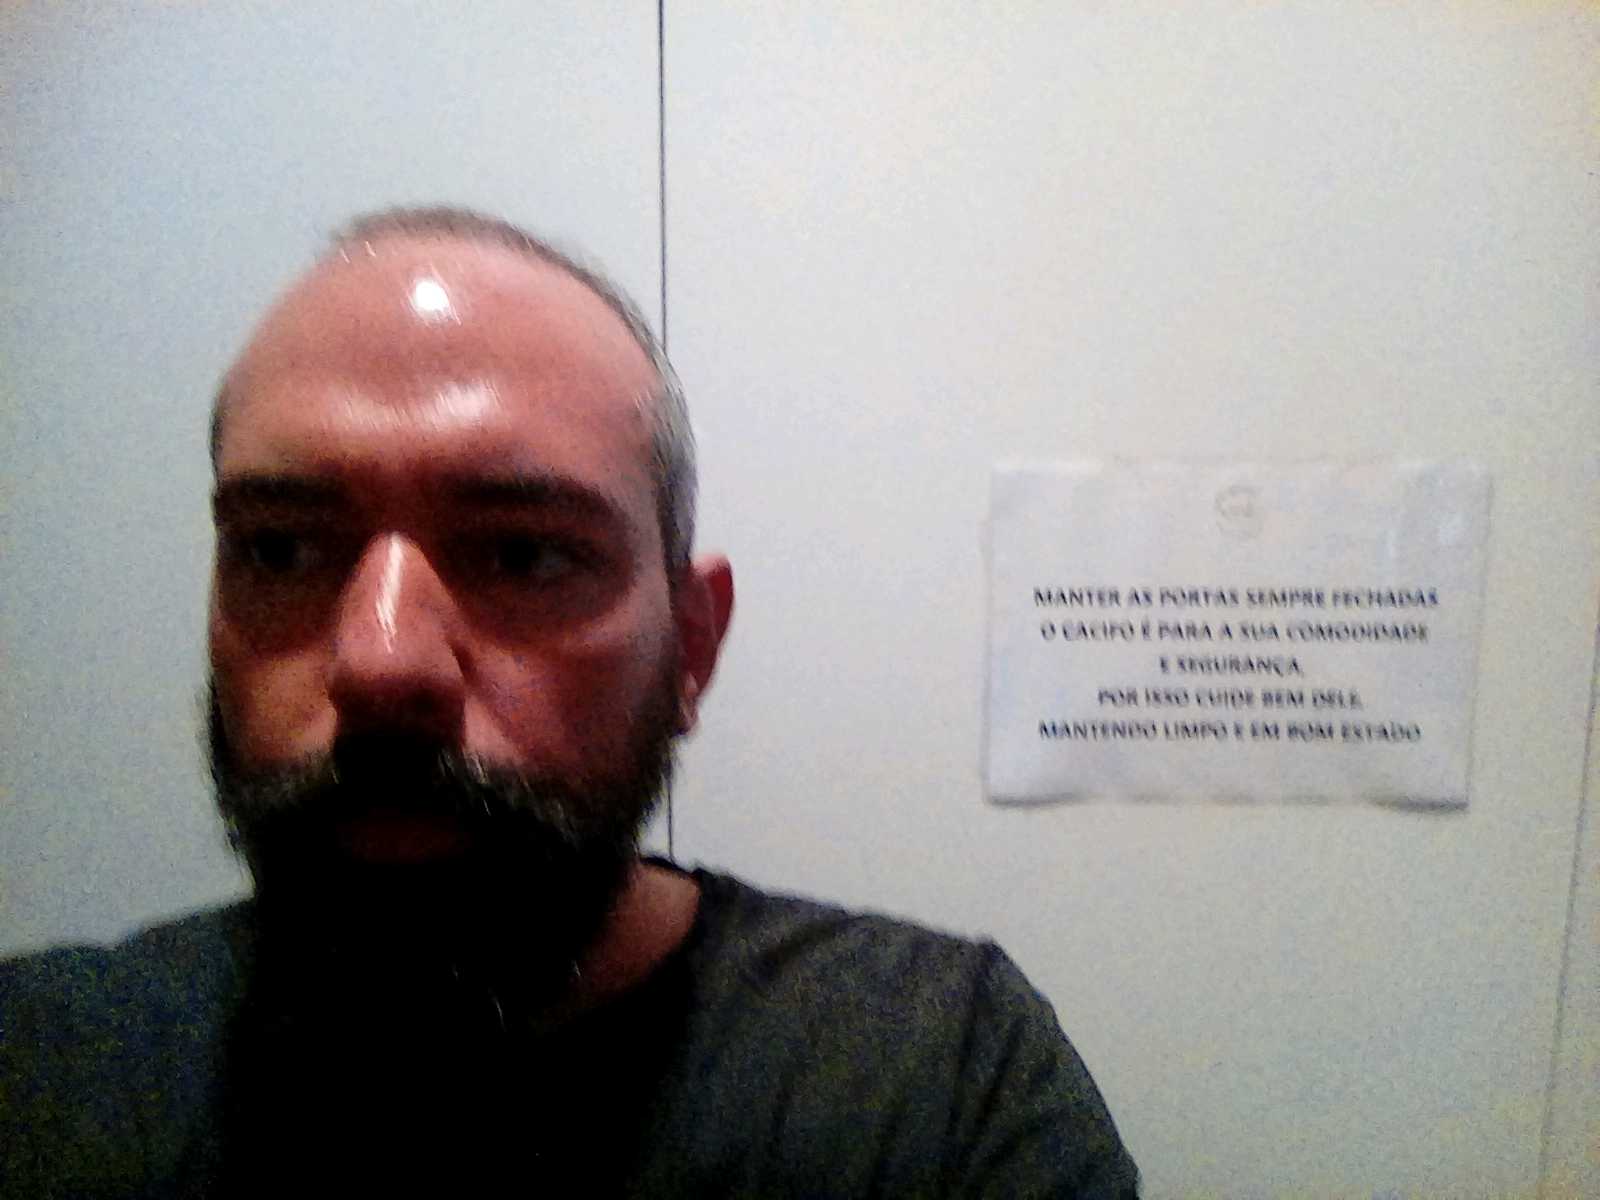 MANTER AS PORTAS SEMPRE FECHADAS
O CACIFO É PARA A SUA COMODIDADE
E SEGURANÇA,
POR ISSO CUIDE BEM DELE,
MANTENDO LIMPO E EM BOM ESTADO